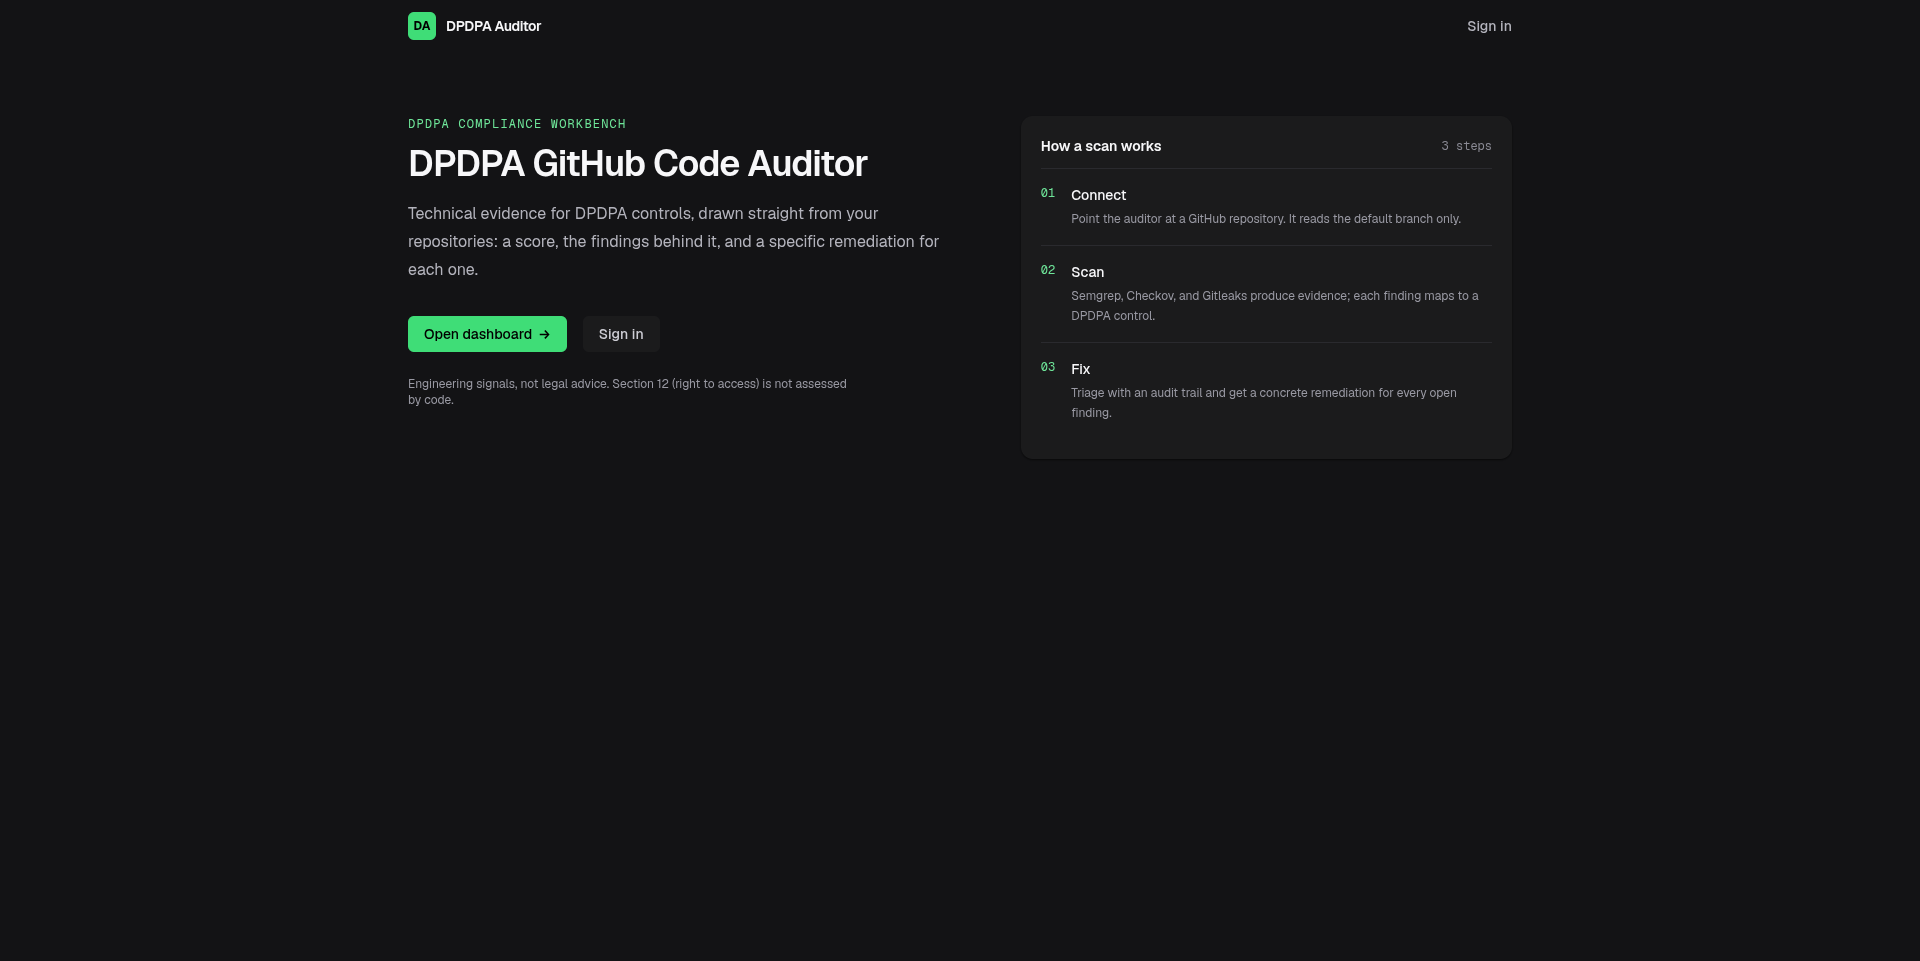 DA
DPDPA Auditor
Sign in
DPDPA COMPLIANCE WORKBENCH
DPDPA GitHub Code Auditor
Technical evidence for DPDPA controls, drawn straight from your
repositories: a score, the findings behind it, and a specific remediation for
each one.
Open dashboard →
Sign in
Engineering signals, not legal advice. Section 12 (right to access) is not assessed
by code.
How a scan works
3 steps
01
Connect
Point the auditor at a GitHub repository. It reads the default branch only.
02
Scan
Semgrep, Checkov, and Gitleaks produce evidence; each finding maps to a
DPDPA control.
03
Fix
Triage with an audit trail and get a concrete remediation for every open
finding.